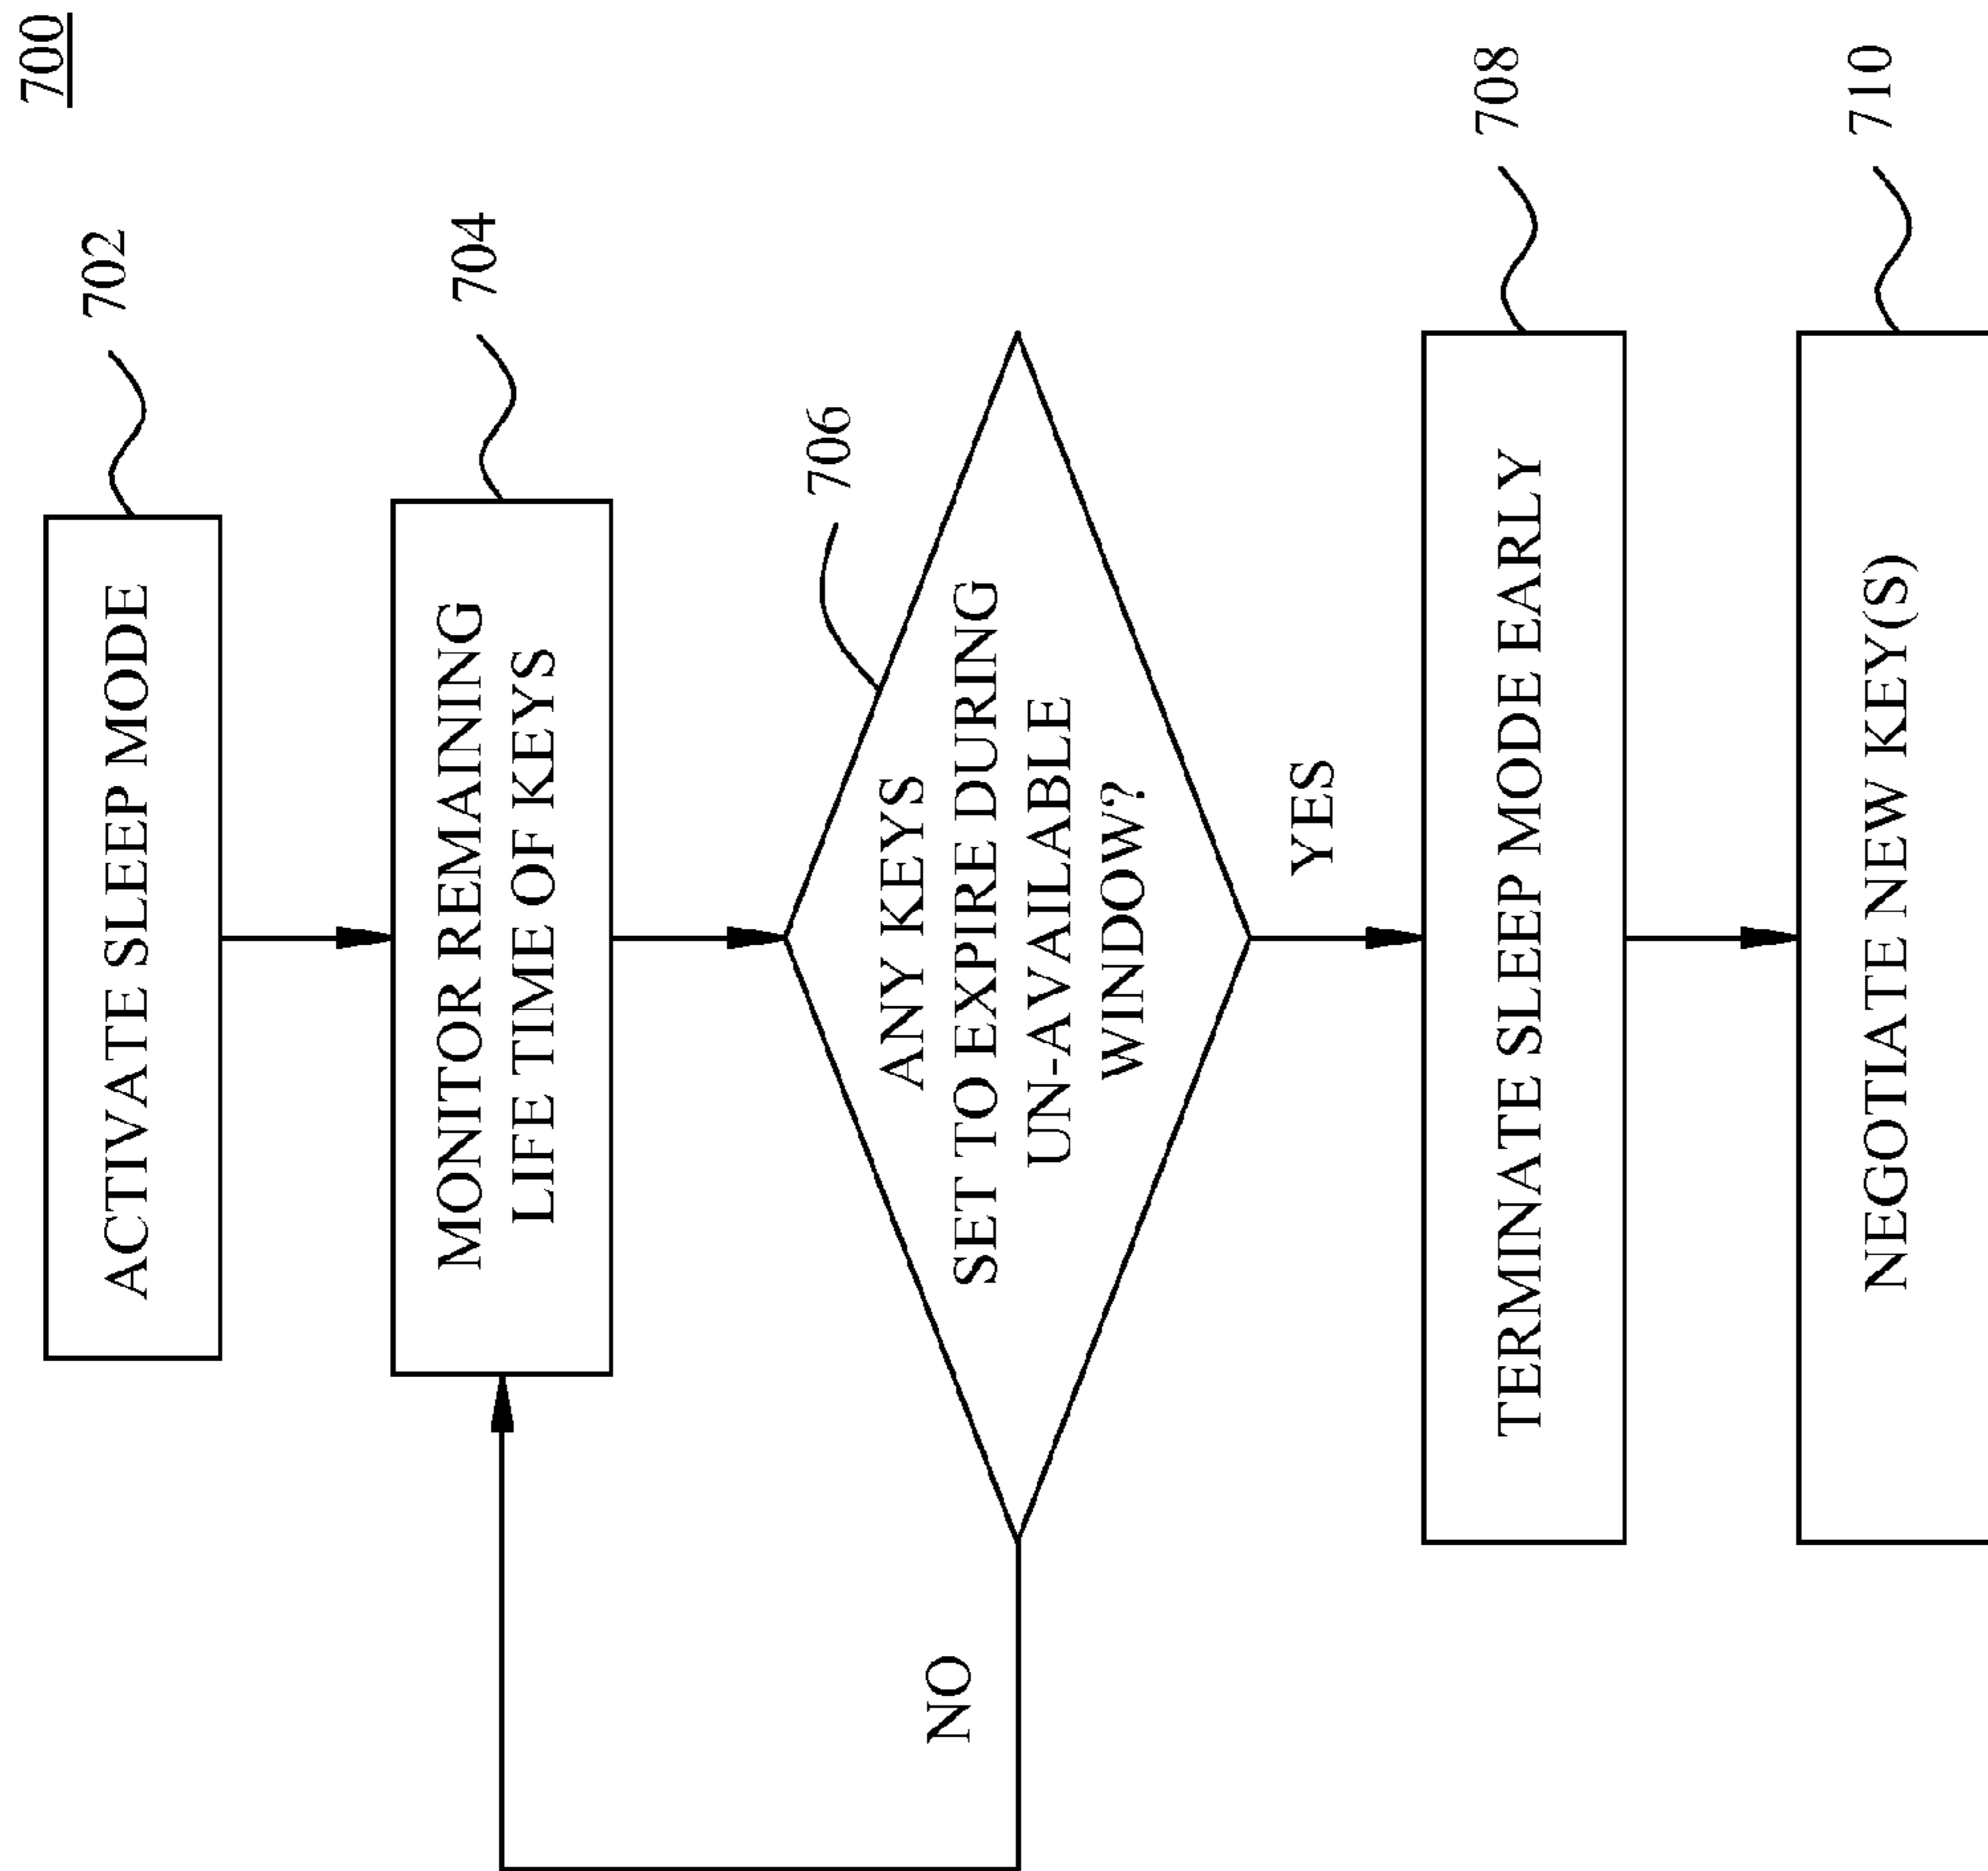 700
702
ACTIVATE SLEEP MODE
704
MONITOR REMAINING
LIFE TIME OF KEYS
706
ANY KEYS
SET TO EXPIRE DURING
UN-AVAILABLE
WINDOW?
NO
YES
708
TERMINATE SLEEP MODE EARLY
710
NEGOTIATE NEW KEY(S)